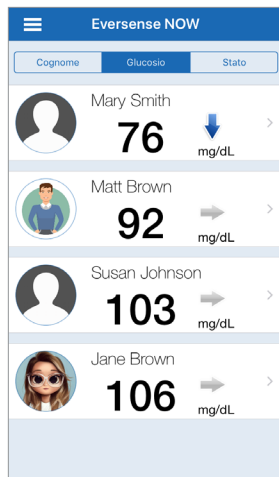 Eversense NOW
Cognome Glucosio Stato
Mary Smith
76
mg/dL
Matt Brown
92
mg/dL
Susan Johnson
103
mg/dL
Jane Brown
106
mg/dL